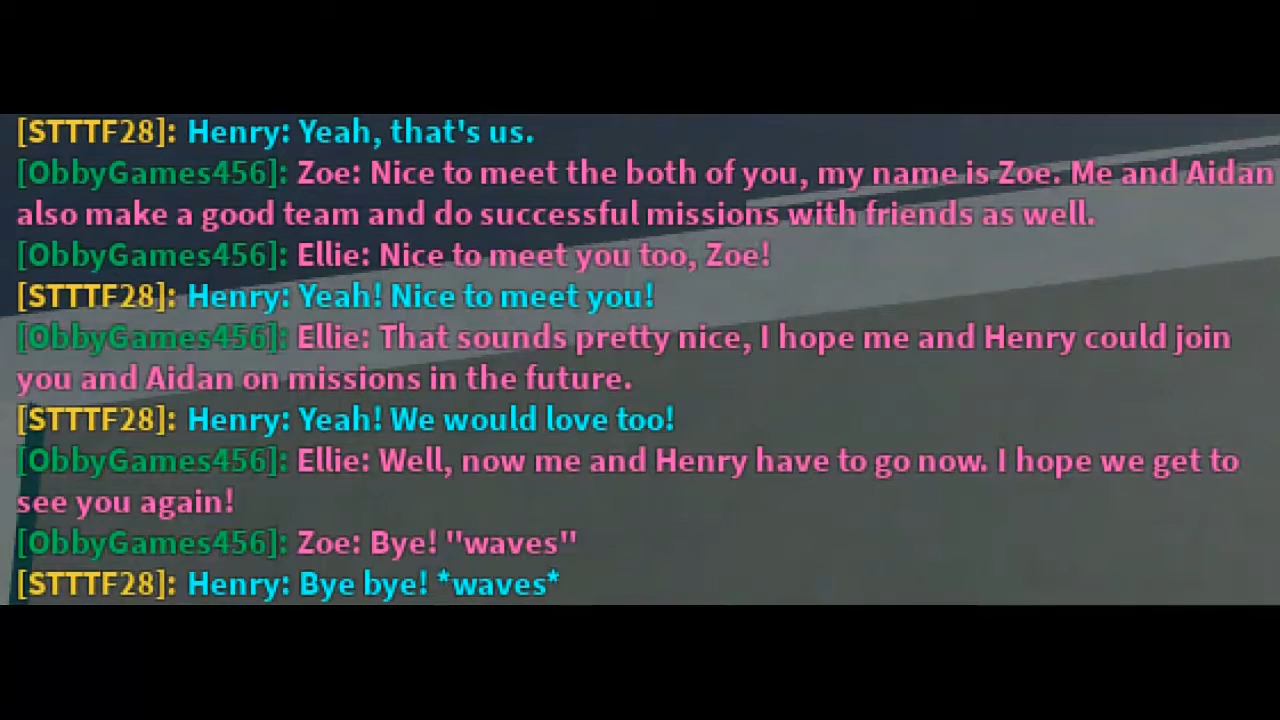 [STTTF28]: Henry: Yeah, that's us.
[ObbyGames456]: Zoe: Nice to meet the both of you, my name is Zoe. Me and Aidan
also make a good team and do successful missions with friends as well.
[ObbyGames456]: Ellie: Nice to meet you too, Zoe!
[STTTF28]: Henry: Yeah! Nice to meet you!
[ObbyGames456]: Ellie: That sounds pretty nice, I hope me and Henry could join
you and Aidan on missions in the future.
[STTTF28]: Henry: Yeah! We would love too!
[ObbyGames456]: Ellie: Well, now me and Henry have to go now. I hope we get to
see you again!
[ObbyGames456]: Zoe: Bye! "waves"
[STTTF28]: Henry: Bye bye! *waves*